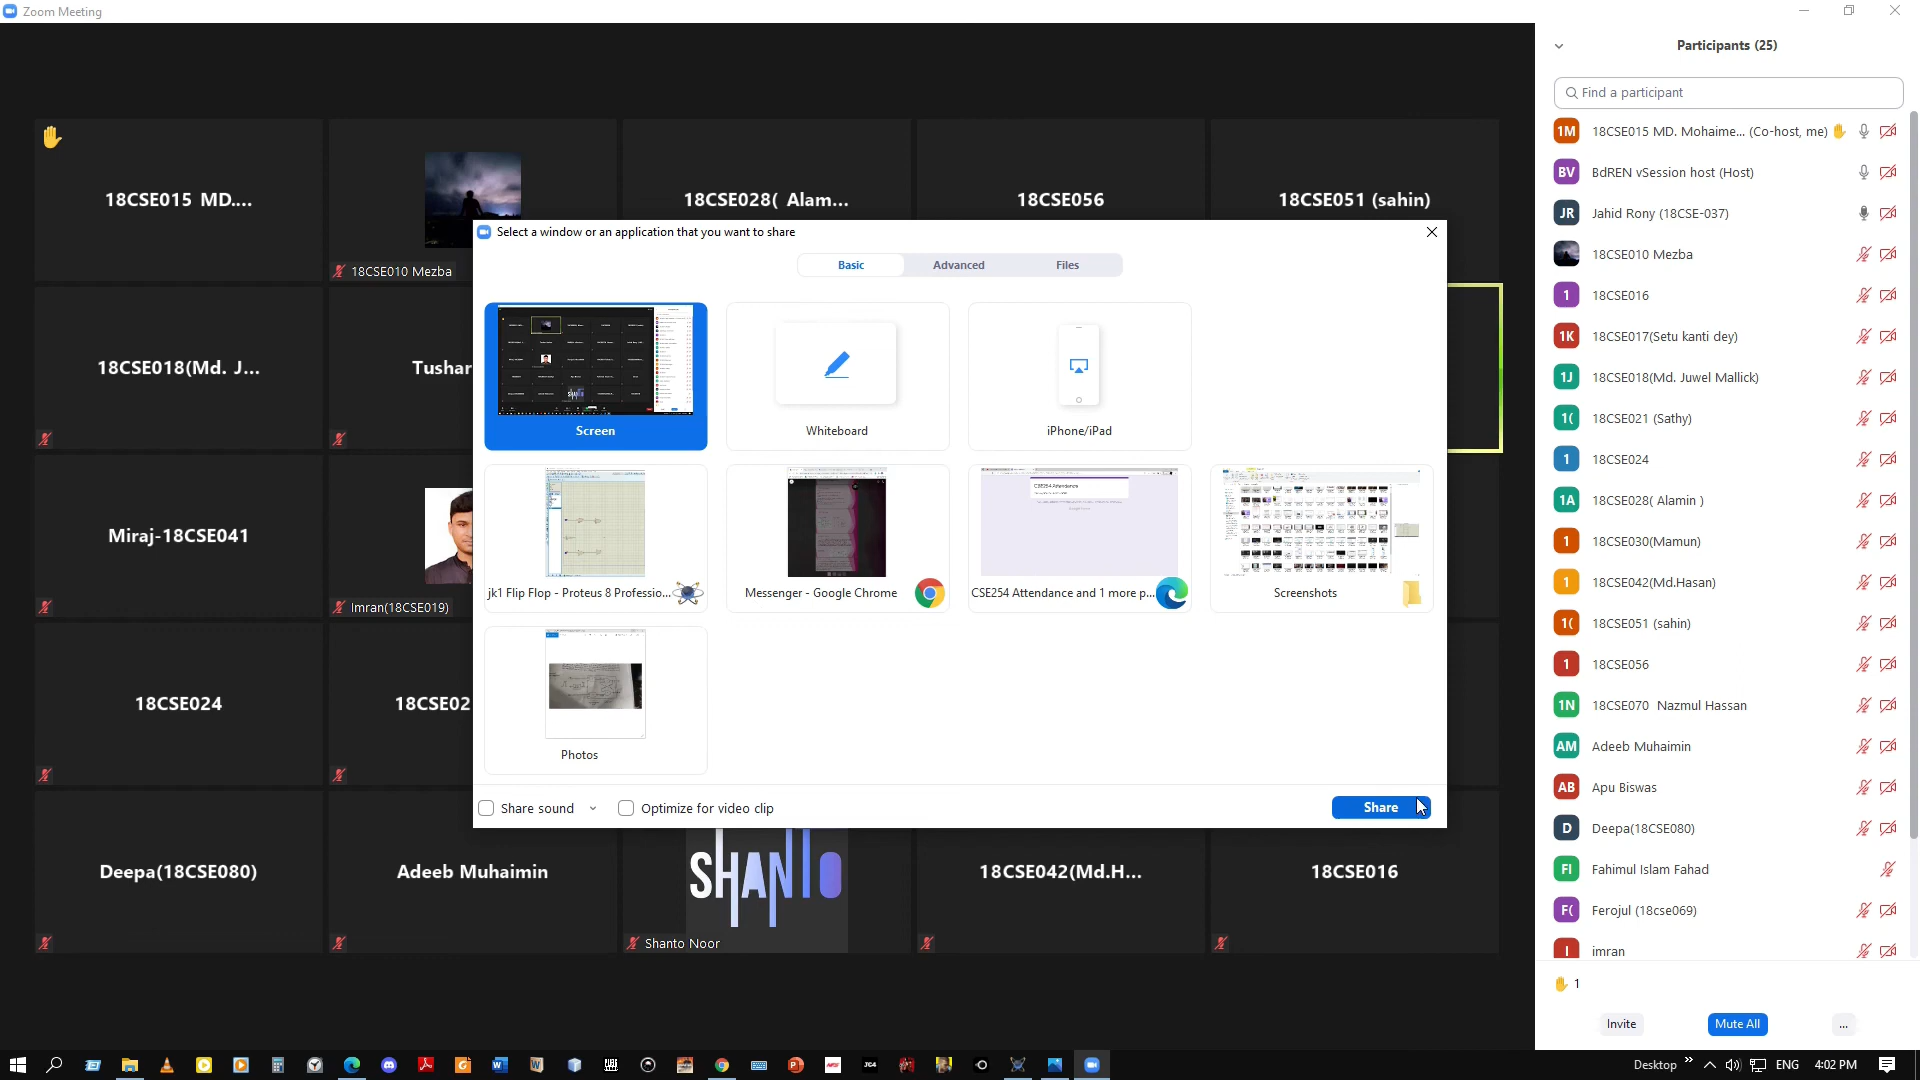 Zoom Meeting
18CSE015 MD....
18CSE010 Mezba
18CSE028( Alam...
18CSE056
18CSE051 (sahin)
18CSE018(Md. J...
Tushar
Miraj-18CSE041
Imran(18CSE019)
18CSE024
18CSE02
Deepa(18CSE080)
Adeeb Muhaimin
SHANTO
Shanto Noor
18CSE042(Md.H...
18CSE016
Select a window or an application that you want to share
Basic
Advanced
Files
Screen
Whiteboard
iPhone/iPad
jk1 Flip Flop - Proteus 8 Professio...
Messenger - Google Chrome
CSE254 Attendance
CSE254 Attendance and 1 more p...
Screenshots
Photos
Share sound
Optimize for video clip
Share
Participants (25)
Find a participant
1M 18CSE015 MD. Mohaime... (Co-host, me)
BV BdREN vSession host (Host)
JR Jahid Rony (18CSE-037)
18CSE010 Mezba
1 18CSE016
1K 18CSE017(Setu kanti dey)
1J 18CSE018(Md. Juwel Mallick)
1( 18CSE021 (Sathy)
1 18CSE024
1A 18CSE028( Alamin )
1 18CSE030(Mamun)
1 18CSE042(Md.Hasan)
1( 18CSE051 (sahin)
1 18CSE056
1N 18CSE070 Nazmul Hassan
AM Adeeb Muhaimin
AB Apu Biswas
D Deepa(18CSE080)
FI Fahimul Islam Fahad
F( Ferojul (18cse069)
I imran
1
Invite
Mute All
...
Desktop
ENG
4:02 PM